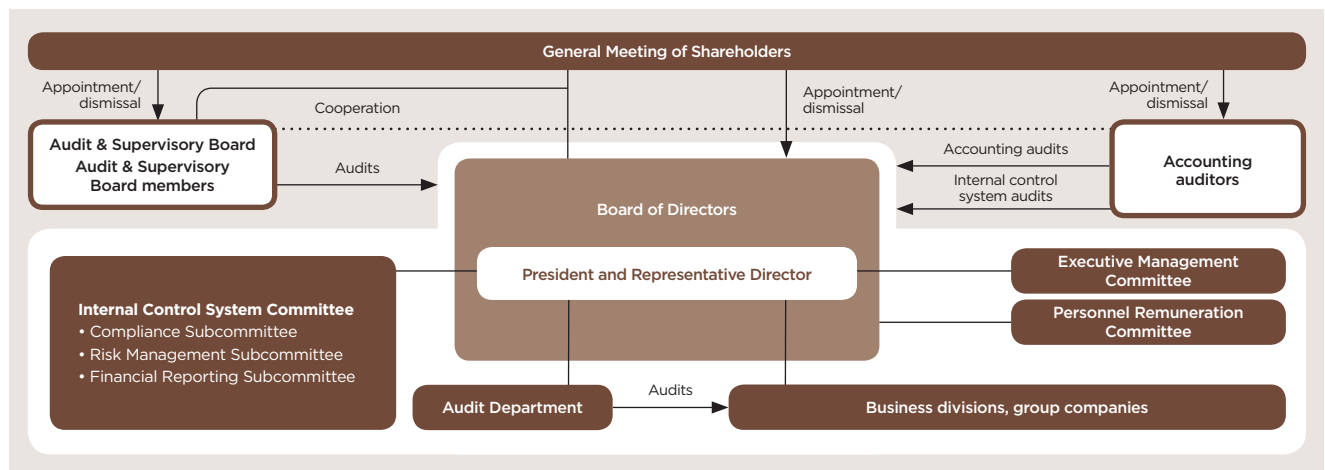 General Meeting of Shareholders
Appointment/
dismissal
Cooperation
Appointment/
dismissal
Appointment/
dismissal
Audit & Supervisory Board
Audit & Supervisory
Board members
Audits
Accounting audits
Internal control
system audits
Accounting
auditors
Board of Directors
President and Representative Director
Internal Control System Committee
• Compliance Subcommittee
• Risk Management Subcommittee
• Financial Reporting Subcommittee
Executive Management
Committee
Personnel Remuneration
Committee
Audit Department
Audits
Business divisions, group companies